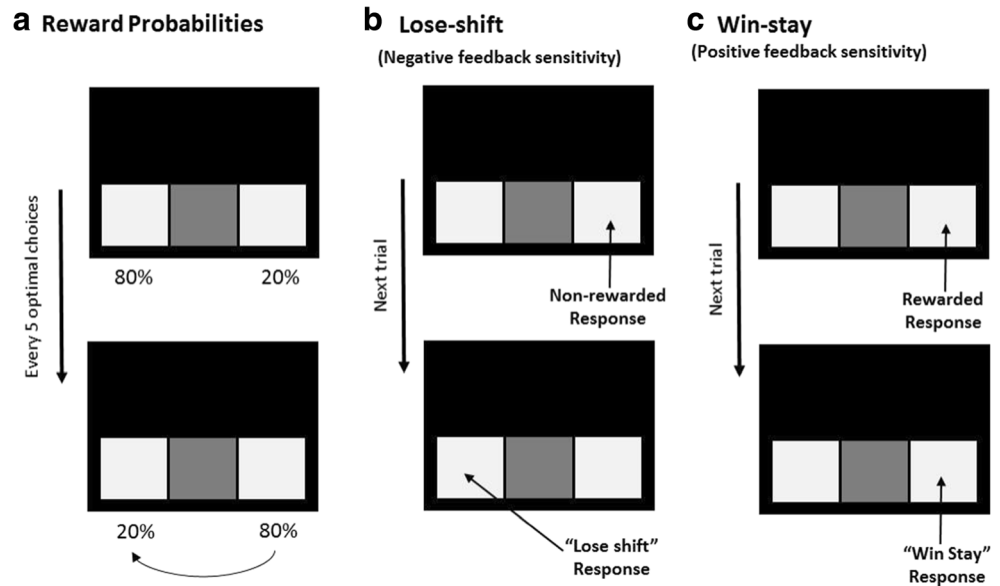 a Reward Probabilities
Every 5 optimal choices
80%
20%
20%
80%
b Lose-shift
(Negative feedback sensitivity)
Next trial
Non-rewarded
Response
“Lose shift”
Response
c Win-stay
(Positive feedback sensitivity)
Next trial
Rewarded
Response
“Win Stay”
Response